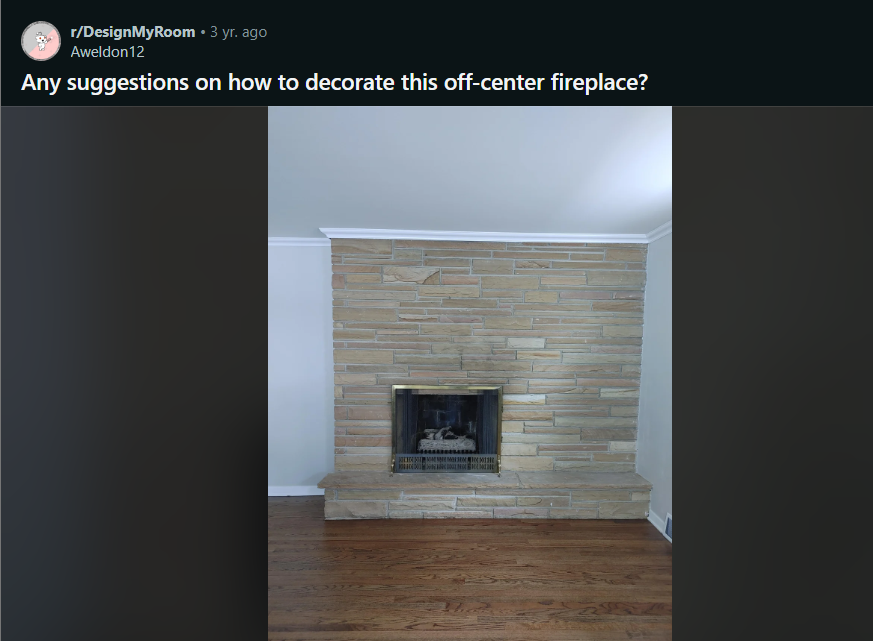 r/DesignMyRoom • 3 yr. ago
Aweldon12
Any suggestions on how to decorate this off-center fireplace?